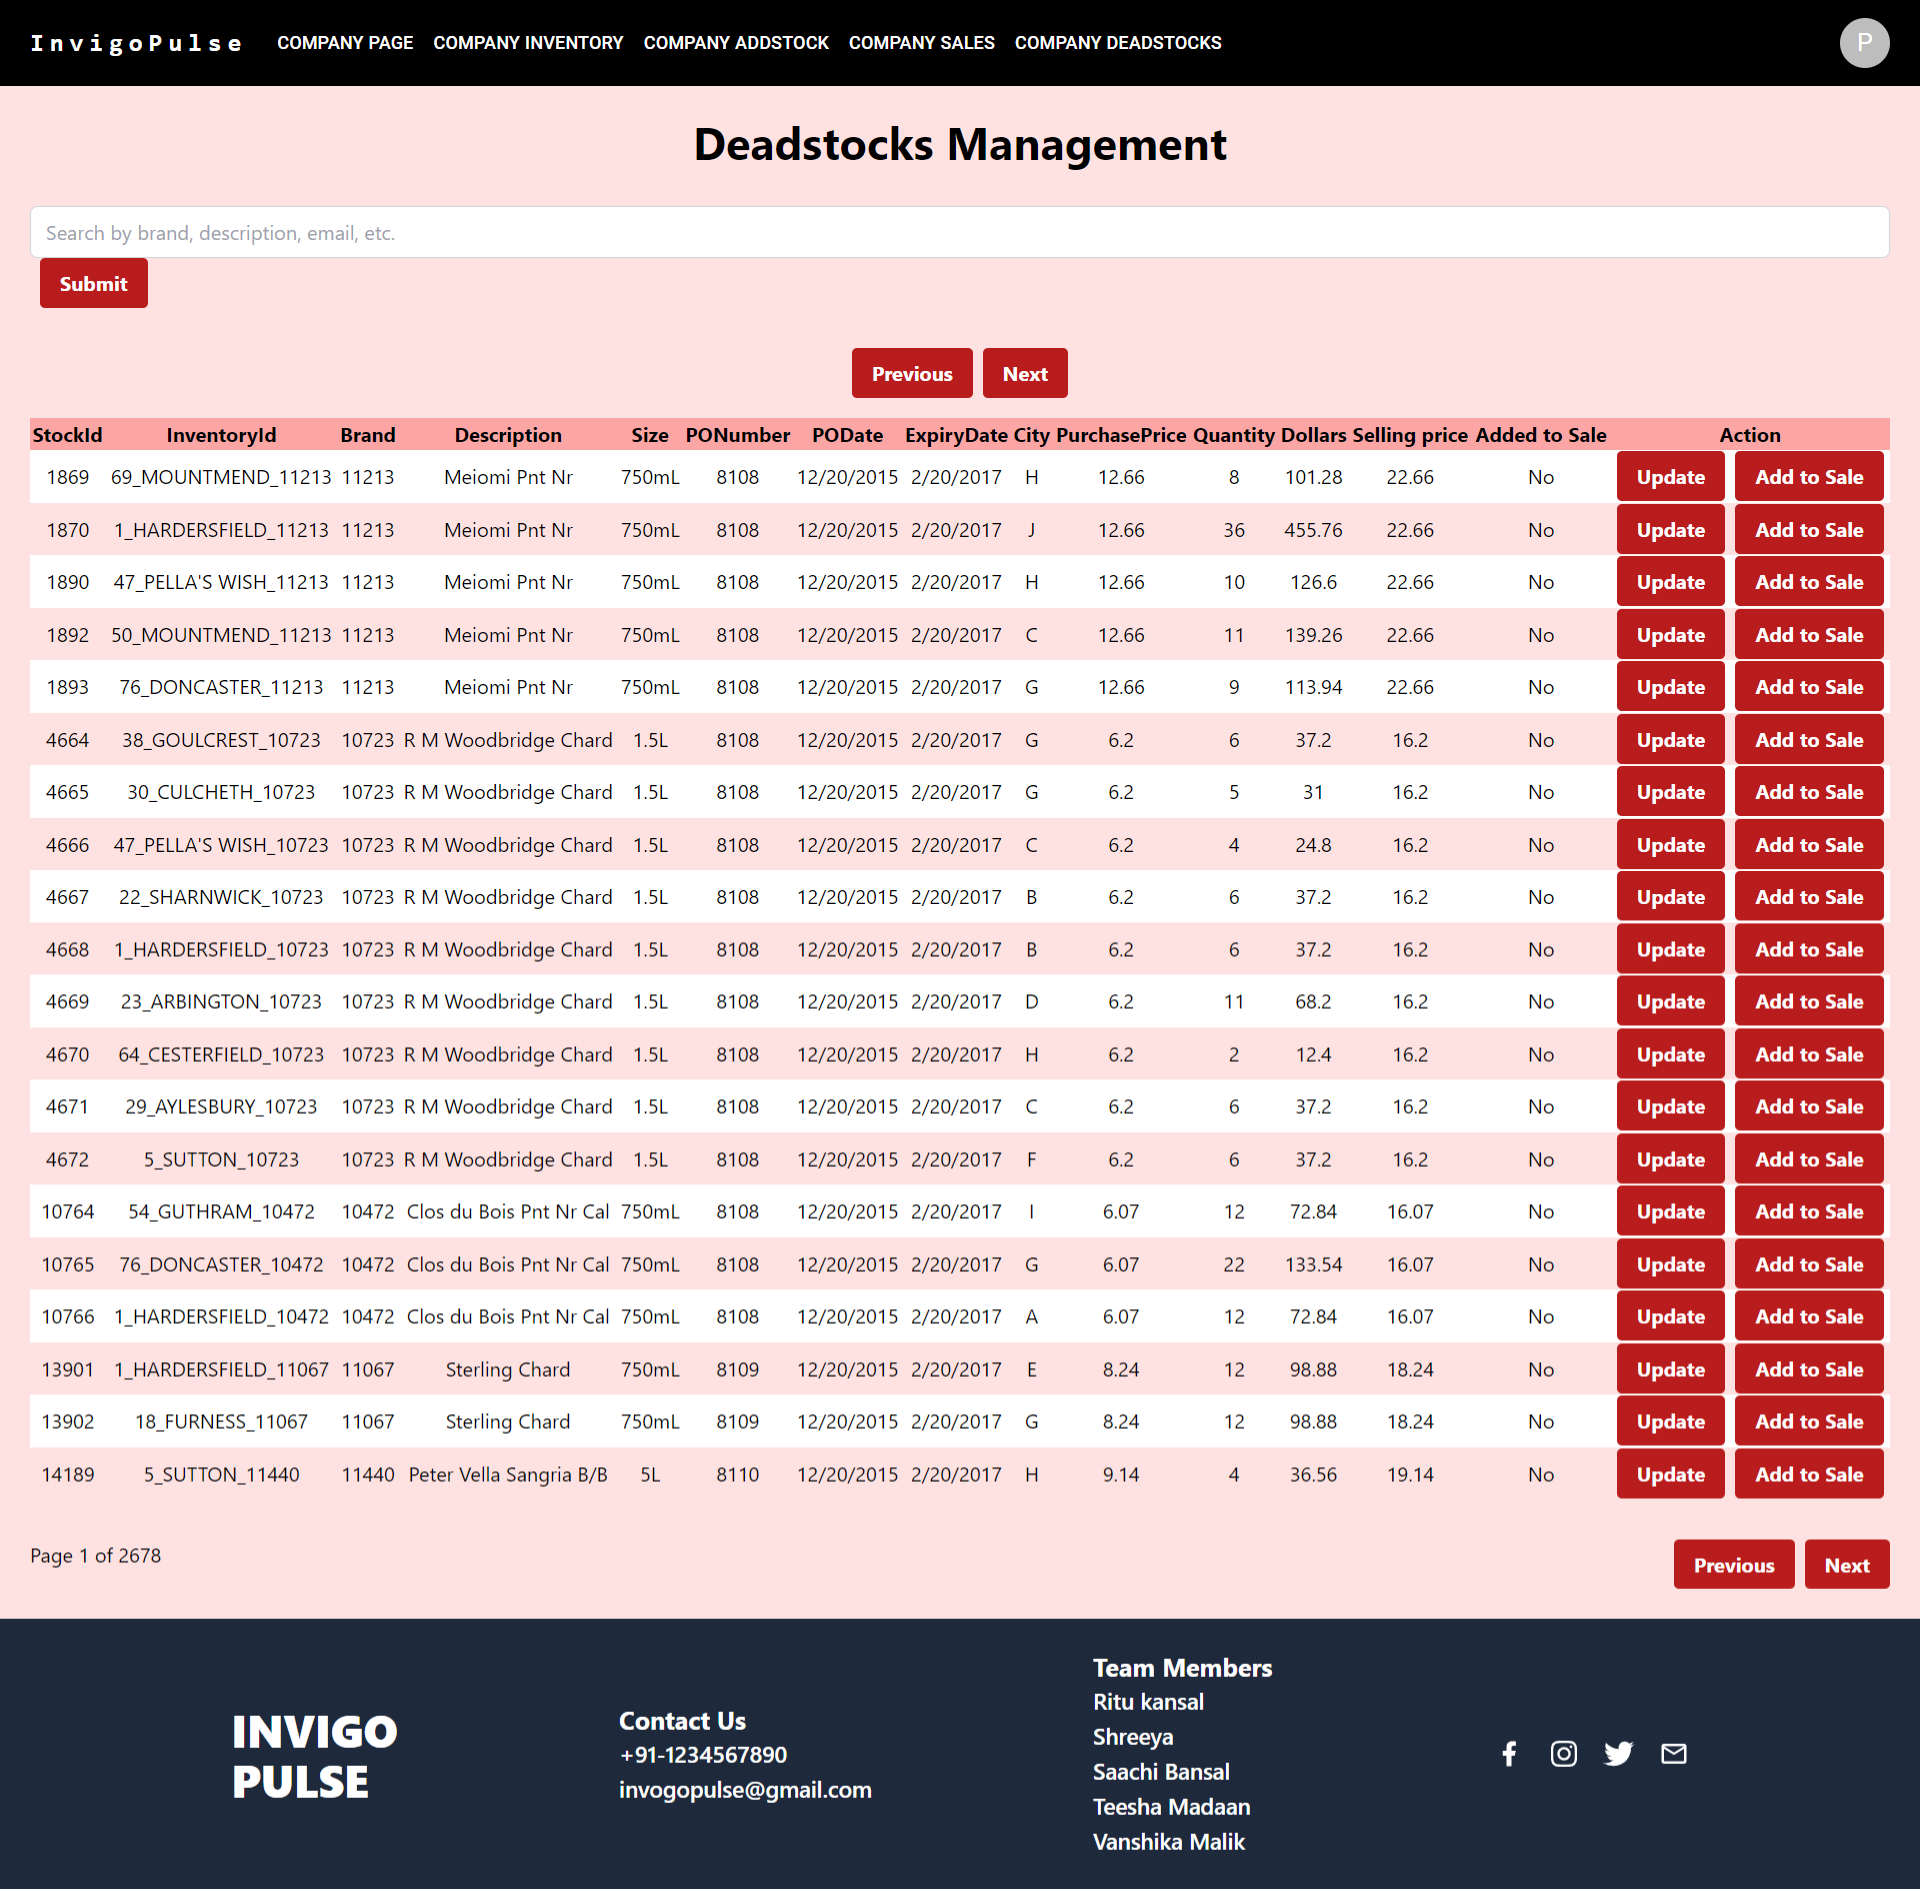 InvigoPulse COMPANY PAGE COMPANY INVENTORY COMPANY ADDSTOCK COMPANY SALES COMPANY DEADSTOCKS P
Deadstocks Management
Search by brand, description, email, etc.
Submit
Previous Next
StockId InventoryId Brand Description Size PONumber PODate ExpiryDate City PurchasePrice Quantity Dollars Selling price Added to Sale Action
1869 69_MOUNTMEND_11213 11213 Meiomi Pnt Nr 750mL 8108 12/20/2015 2/20/2017 H 12.66 8 101.28 22.66 No Update Add to Sale
1870 1_HARDERSFIELD_11213 11213 Meiomi Pnt Nr 750mL 8108 12/20/2015 2/20/2017 J 12.66 36 455.76 22.66 No Update Add to Sale
1890 47_PELLA'S WISH_11213 11213 Meiomi Pnt Nr 750mL 8108 12/20/2015 2/20/2017 H 12.66 10 126.6 22.66 No Update Add to Sale
1892 50_MOUNTMEND_11213 11213 Meiomi Pnt Nr 750mL 8108 12/20/2015 2/20/2017 C 12.66 11 139.26 22.66 No Update Add to Sale
1893 76_DONCASTER_11213 11213 Meiomi Pnt Nr 750mL 8108 12/20/2015 2/20/2017 G 12.66 9 113.94 22.66 No Update Add to Sale
4664 38_GOULCREST_10723 10723 R M Woodbridge Chard 1.5L 8108 12/20/2015 2/20/2017 G 6.2 6 37.2 16.2 No Update Add to Sale
4665 30_CULCHETH_10723 10723 R M Woodbridge Chard 1.5L 8108 12/20/2015 2/20/2017 G 6.2 5 31 16.2 No Update Add to Sale
4666 47_PELLA'S WISH_10723 10723 R M Woodbridge Chard 1.5L 8108 12/20/2015 2/20/2017 C 6.2 4 24.8 16.2 No Update Add to Sale
4667 22_SHARNWICK_10723 10723 R M Woodbridge Chard 1.5L 8108 12/20/2015 2/20/2017 B 6.2 6 37.2 16.2 No Update Add to Sale
4668 1_HARDERSFIELD_10723 10723 R M Woodbridge Chard 1.5L 8108 12/20/2015 2/20/2017 B 6.2 6 37.2 16.2 No Update Add to Sale
4669 23_ARBINGTON_10723 10723 R M Woodbridge Chard 1.5L 8108 12/20/2015 2/20/2017 D 6.2 11 68.2 16.2 No Update Add to Sale
4670 64_CESTERFIELD_10723 10723 R M Woodbridge Chard 1.5L 8108 12/20/2015 2/20/2017 H 6.2 2 12.4 16.2 No Update Add to Sale
4671 29_AYLESBURY_10723 10723 R M Woodbridge Chard 1.5L 8108 12/20/2015 2/20/2017 C 6.2 6 37.2 16.2 No Update Add to Sale
4672 5_SUTTON_10723 10723 R M Woodbridge Chard 1.5L 8108 12/20/2015 2/20/2017 F 6.2 6 37.2 16.2 No Update Add to Sale
10764 54_GUTHRAM_10472 10472 Clos du Bois Pnt Nr Cal 750mL 8108 12/20/2015 2/20/2017 I 6.07 12 72.84 16.07 No Update Add to Sale
10765 76_DONCASTER_10472 10472 Clos du Bois Pnt Nr Cal 750mL 8108 12/20/2015 2/20/2017 G 6.07 22 133.54 16.07 No Update Add to Sale
10766 1_HARDERSFIELD_10472 10472 Clos du Bois Pnt Nr Cal 750mL 8108 12/20/2015 2/20/2017 A 6.07 12 72.84 16.07 No Update Add to Sale
13901 1_HARDERSFIELD_11067 11067 Sterling Chard 750mL 8109 12/20/2015 2/20/2017 E 8.24 12 98.88 18.24 No Update Add to Sale
13902 18_FURNESS_11067 11067 Sterling Chard 750mL 8109 12/20/2015 2/20/2017 G 8.24 12 98.88 18.24 No Update Add to Sale
14189 5_SUTTON_11440 11440 Peter Vella Sangria B/B 5L 8110 12/20/2015 2/20/2017 H 9.14 4 36.56 19.14 No Update Add to Sale
Page 1 of 2678 Previous Next
INVIGO
PULSE
Contact Us
+91-1234567890
invogopulse@gmail.com
Team Members
Ritu kansal
Shreeya
Saachi Bansal
Teesha Madaan
Vanshika Malik